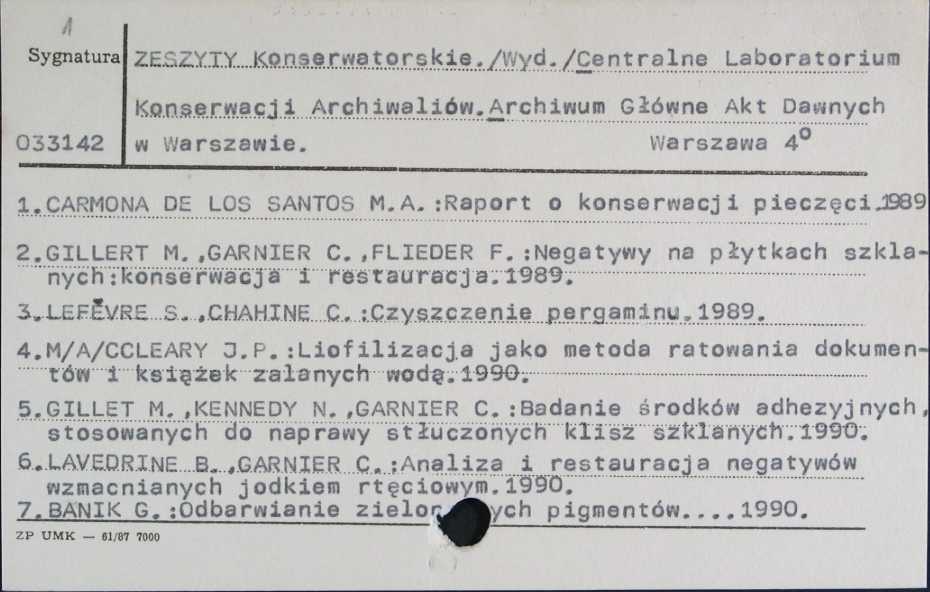 1
Sygnatura ZESZYTY Konserwatorskie./Wyd./Centralne Laboratorium
Konserwacji Archiwaliów.Archiwum Główne Akt Dawnych
033142 w Warszawie. Warszawa 4°
1.CARMONA DE LOS SANTOS M.A.:Raport o konserwacji pieczęci.1989
2.GILLERT M.,GARNIER C.,FLIEDER F.:Negatywy na płytkach szkla-
nych:konserwacja i restauracja.1989.
3.LEFÈVRE S.,CHAHINE C.:Czyszczenie pergaminu.1989.
4.M/A/CCLEARY J.P.:Liofilizacja jako metoda ratowania dokumen-
tów i książek zalanych wodą.1990.
5.GILLET M.,KENNEDY N.,GARNIER C.:Badanie środków adhezyjnych,
stosowanych do naprawy stłuczonych klisz szklanych.1990.
6.LAVEDRINE B.,GARNIER C.:Analiza i restauracja negatywów
wzmacnianych jodkiem rtęciowym.1990.
7.BANIK G.:Odbarwianie pigmentów....1990.
ZP UMK — 61/87 7000